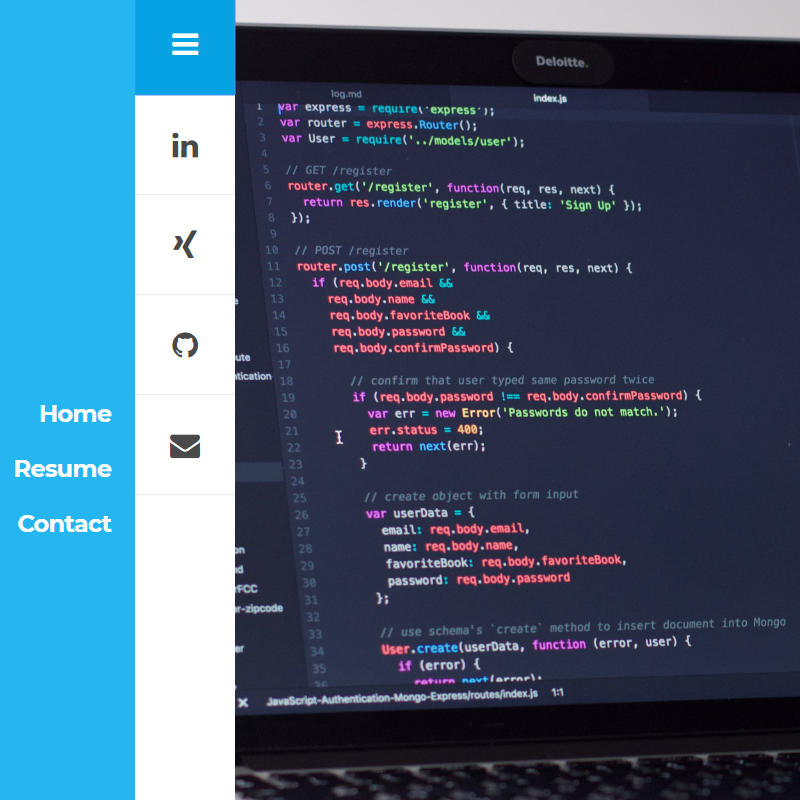 Home
Resume
Contact
in
Deloitte.
log.md
index.js
1 var express = require('express');
2 var router = express.Router();
3 var User = require('../models/user');
4
5 // GET /register
6 router.get('/register', function(req, res, next) {
7 return res.render('register', { title: 'Sign Up' });
8 });
9
10 // POST /register
11 router.post('/register', function(req, res, next) {
12 if (req.body.email &&
13 req.body.name &&
14 req.body.favoriteBook &&
15 req.body.password &&
16 req.body.confirmPassword) {
17
18 // confirm that user typed same password twice
19 if (req.body.password !== req.body.confirmPassword) {
20 var err = new Error('Passwords do not match.');
21 err.status = 400;
22 return next(err);
23 }
24
25 // create object with form input
26 var userData = {
27 email: req.body.email,
28 name: req.body.name,
29 favoriteBook: req.body.favoriteBook,
30 password: req.body.password
31 };
32
33 // use schema's `create` method to insert document into Mongo
34 User.create(userData, function (error, user) {
35 if (error) {
36 return next(error);
JavaScript-Authentication-Mongo-Express/routes/index.js 1:1